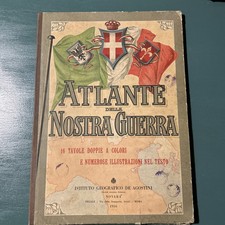 ATLANTE
DELLA
NOSTRA GUERRA
16 TAVOLE DOPPIE A COLORI
E NUMEROSE ILLUSTRAZIONI NEL TESTO
ISTITUTO GEOGRAFICO DE AGOSTINI
NOVARA